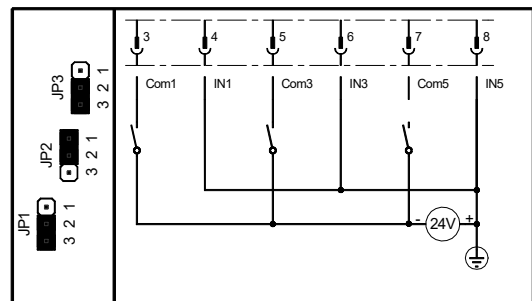 3 4 5 6 7 8
Com1 IN1 Com3 IN3 Com5 IN5
JP3
3 2 1
JP2
3 2 1
JP1
3 2 1
- 24V +